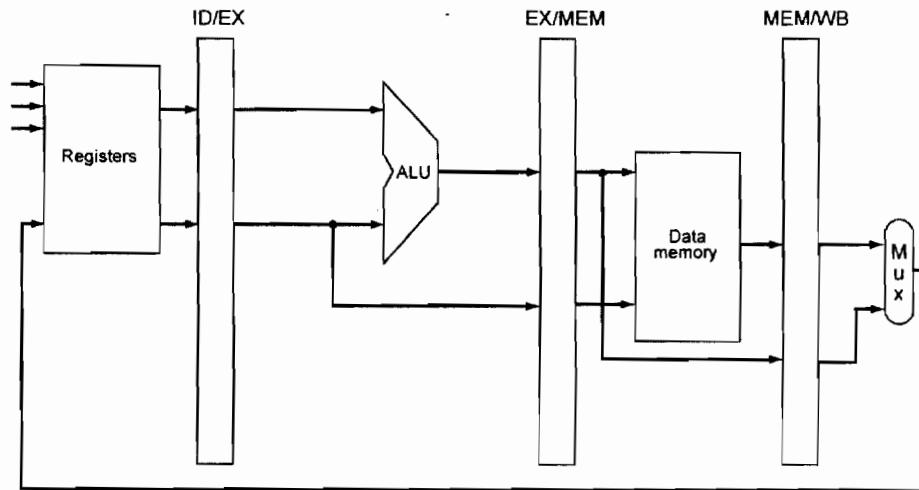 ID/EX
EX/MEM
MEM/WB
Registers
ALU
Data
memory
M
u
x